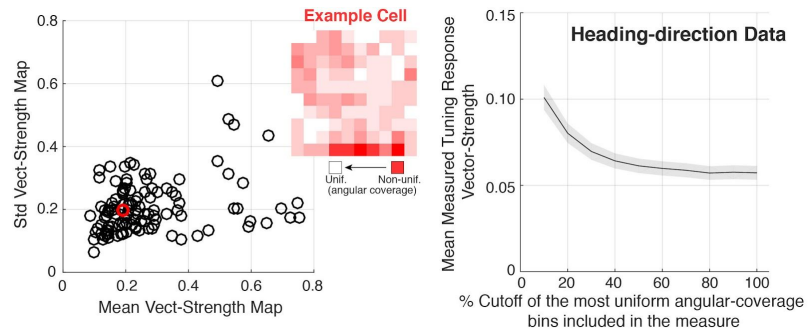 Example Cell
0.8
0.6
0.4
0.2
0
0
0.2
0.4
0.6
0.8
Std Vect-Strength Map
Mean Vect-Strength Map
Unif.
Non-unif.
(angular coverage)
Heading-direction Data
0.15
0.10
0.05
0
0
20
40
60
80
100
Mean Measured Tuning Response
Vector-Strength
% Cutoff of the most uniform angular-coverage
bins included in the measure